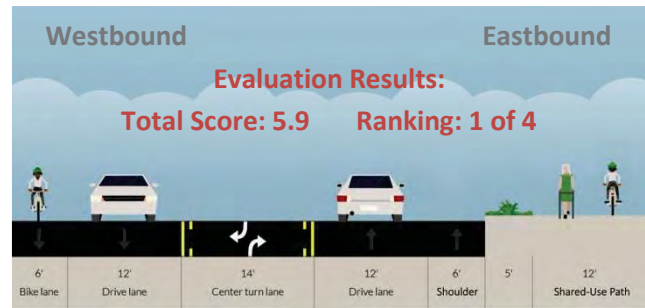 Westbound Eastbound
Evaluation Results:
Total Score: 5.9 Ranking: 1 of 4
6' 12' 14' 12' 6' 5' 12'
Bike lane Drive lane Center turn lane Drive lane Shoulder Shared-Use Path